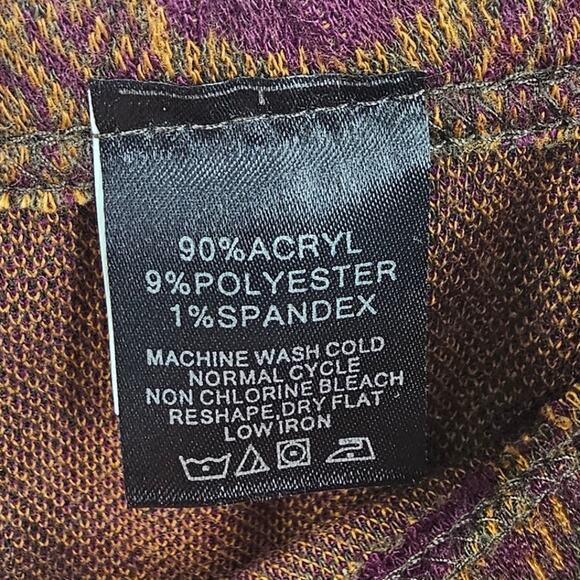 90%ACRYL
9%POLYESTER
1%SPANDEX
MACHINE WASH COLD
NORMAL CYCLE
NON CHLORINE BLEACH
RESHAPE,DRY FLAT
LOW IRON